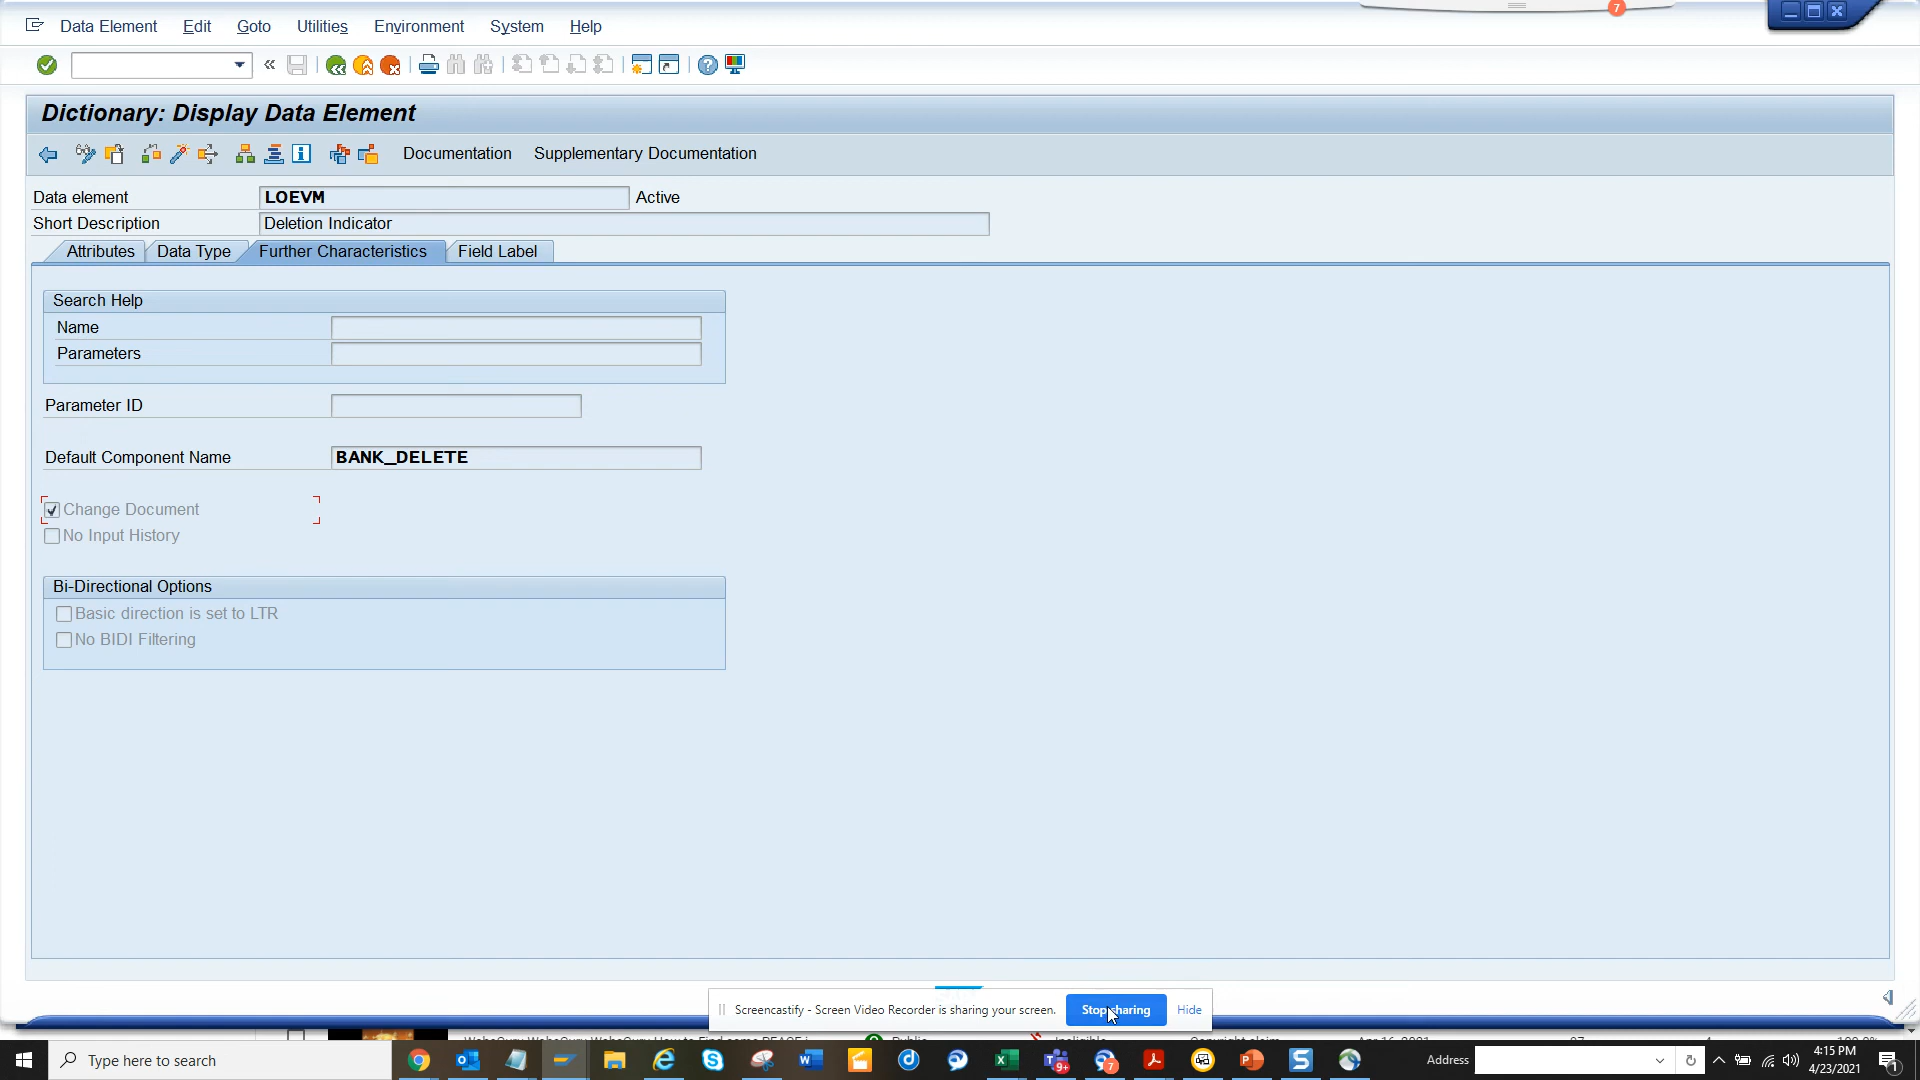 7
Data Element Edit Goto Utilities Environment System Help
Dictionary: Display Data Element
Documentation Supplementary Documentation
Data element LOEVM Active
Short Description Deletion Indicator
Attributes Data Type Further Characteristics Field Label
Search Help
Name
Parameters
Parameter ID
Default Component Name BANK_DELETE
Change Document
No Input History
Bi-Directional Options
Basic direction is set to LTR
No BIDI Filtering
Screencastify - Screen Video Recorder is sharing your screen. Stop sharing Hide
Type here to search
9+
7
Address
4:15 PM
4/23/2021
1